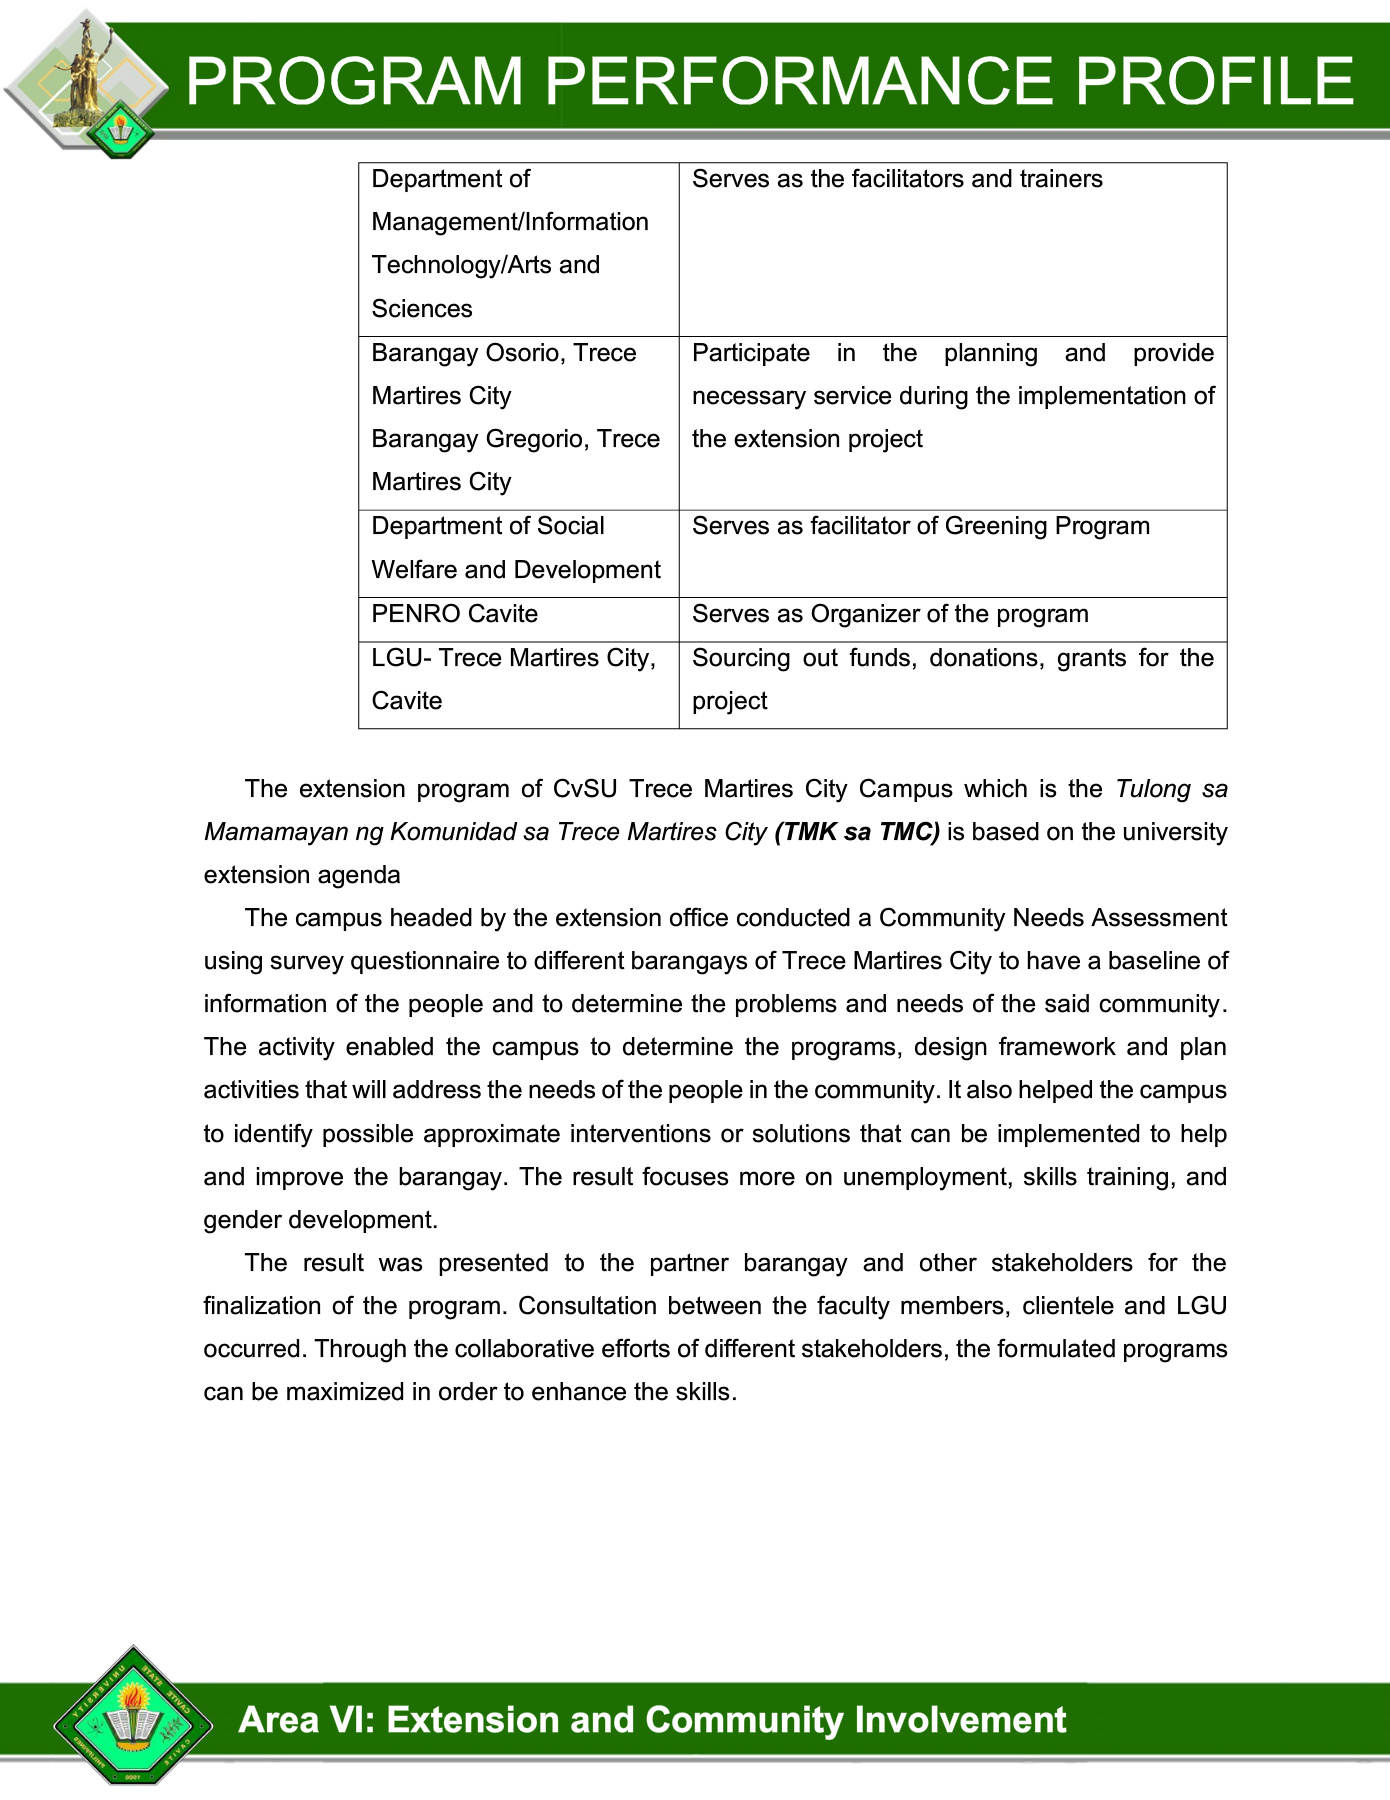 PROGRAM PERFORMANCE PROFILE
Department of
Management/Information
Technology/Arts and
Sciences
Serves as the facilitators and trainers
Barangay Osorio, Trece
Martires City
Barangay Gregorio, Trece
Martires City
Participate in the planning and provide
necessary service during the implementation of
the extension project
Department of Social
Welfare and Development
Serves as facilitator of Greening Program
PENRO Cavite
Serves as Organizer of the program
LGU- Trece Martires City,
Cavite
Sourcing out funds, donations, grants for the
project
The extension program of CvSU Trece Martires City Campus which is the Tulong sa
Mamamayan ng Komunidad sa Trece Martires City (TMK sa TMC) is based on the university
extension agenda
The campus headed by the extension office conducted a Community Needs Assessment
using survey questionnaire to different barangays of Trece Martires City to have a baseline of
information of the people and to determine the problems and needs of the said community.
The activity enabled the campus to determine the programs, design framework and plan
activities that will address the needs of the people in the community. It also helped the campus
to identify possible approximate interventions or solutions that can be implemented to help
and improve the barangay. The result focuses more on unemployment, skills training, and
gender development.
The result was presented to the partner barangay and other stakeholders for the
finalization of the program. Consultation between the faculty members, clientele and LGU
occurred. Through the collaborative efforts of different stakeholders, the formulated programs
can be maximized in order to enhance the skills.
CAVITE STATE UNIVERSITY
CAVITE PHILIPPINES
Area VI: Extension and Community Involvement